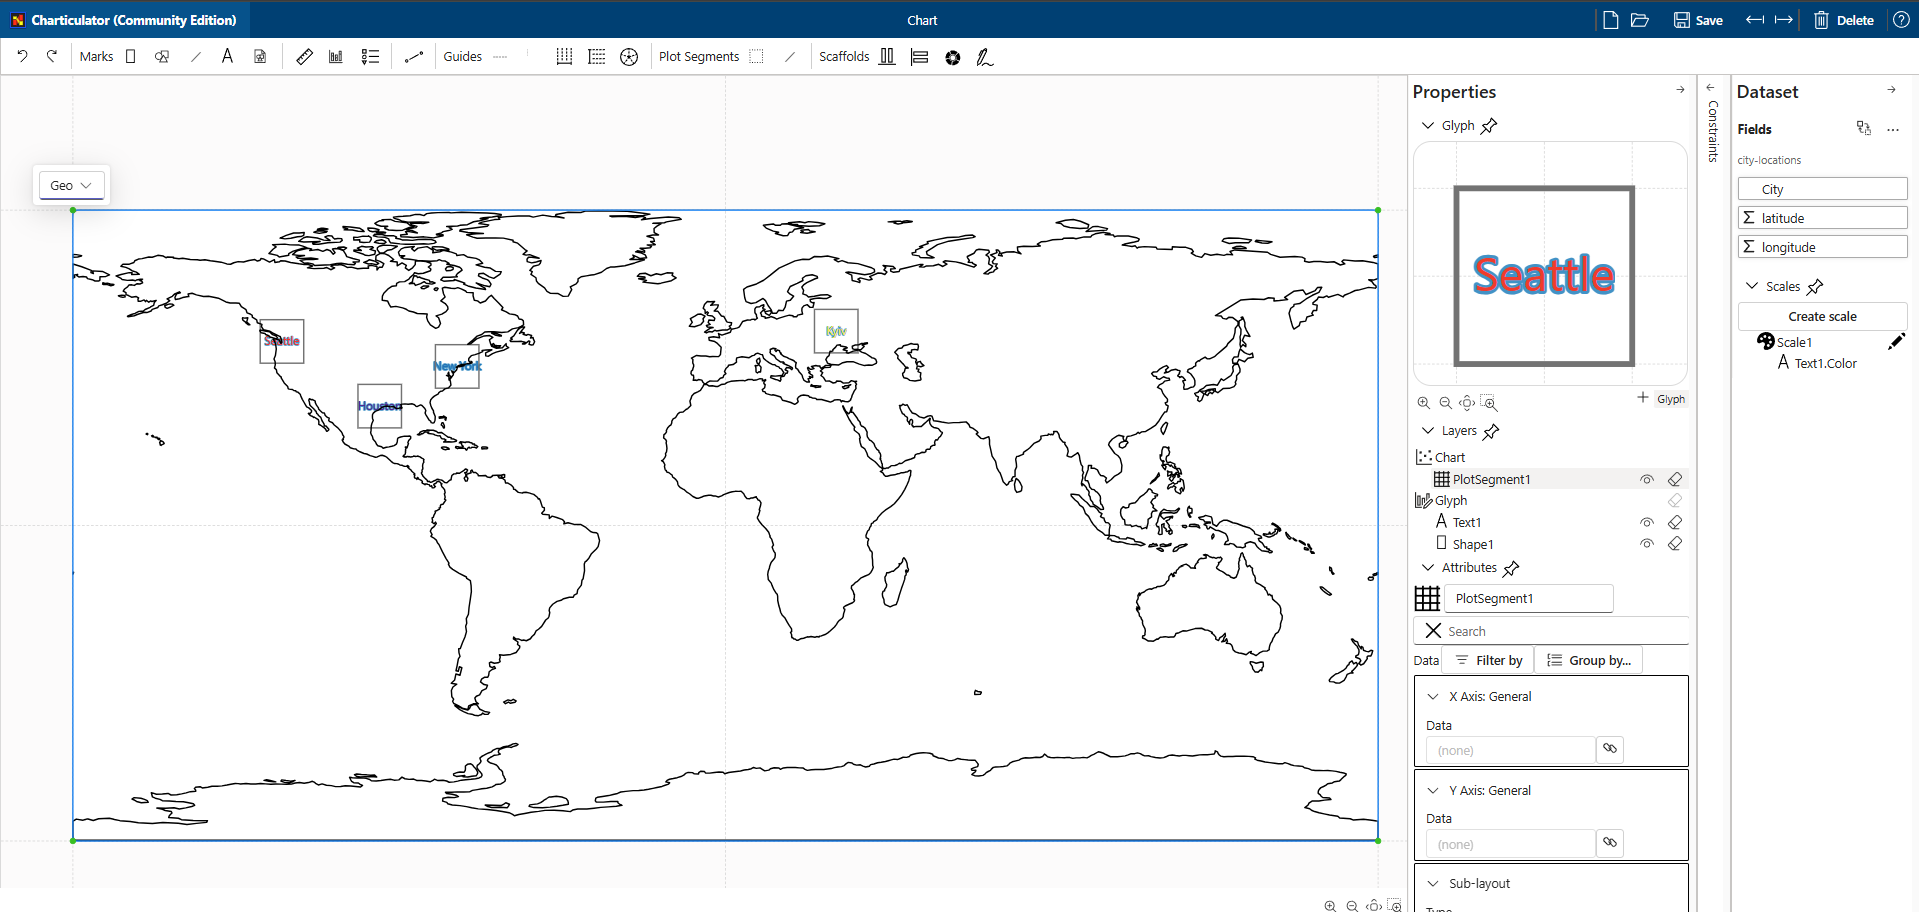 Charticulator (Community Edition)
Chart
Save
Delete
Marks
Guides
Plot Segments
Scaffolds
Geo
Seattle
New York
Houston
Kyiv
Properties
Glyph
Seattle
Glyph
Layers
Chart
PlotSegment1
Glyph
Text1
Shape1
Attributes
PlotSegment1
Search
Data
Filter by
Group by...
X Axis: General
Data
(none)
Y Axis: General
Data
(none)
Sub-layout
Constraints
Dataset
Fields
city-locations
City
latitude
longitude
Scales
Create scale
Scale1
Text1.Color